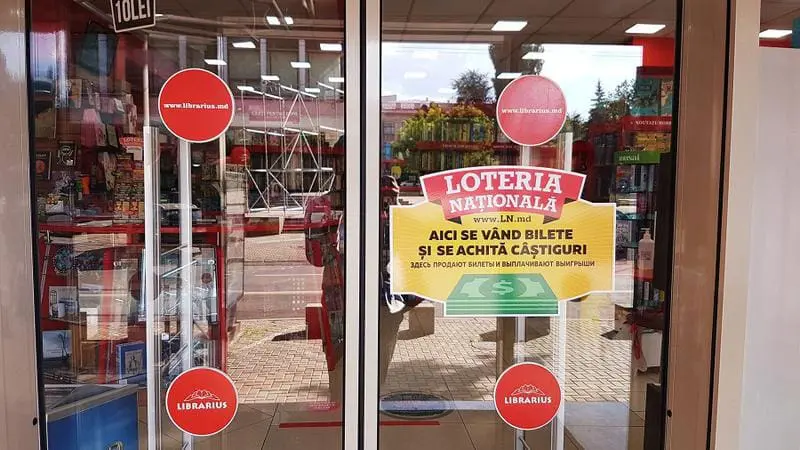 10LEI
www.librarius.md
www.librarius.md
LOTERIA
NAȚIONALĂ
www.LN.md
AICI SE VÂND BILETE
ȘI SE ACHITĂ CÂȘTIGURI
ЗДЕСЬ ПРОДАЮТ БИЛЕТЫ И ВЫПЛАЧИВАЮТ ВЫИГРЫШИ
$
LIBRARIUS
LIBRARIUS